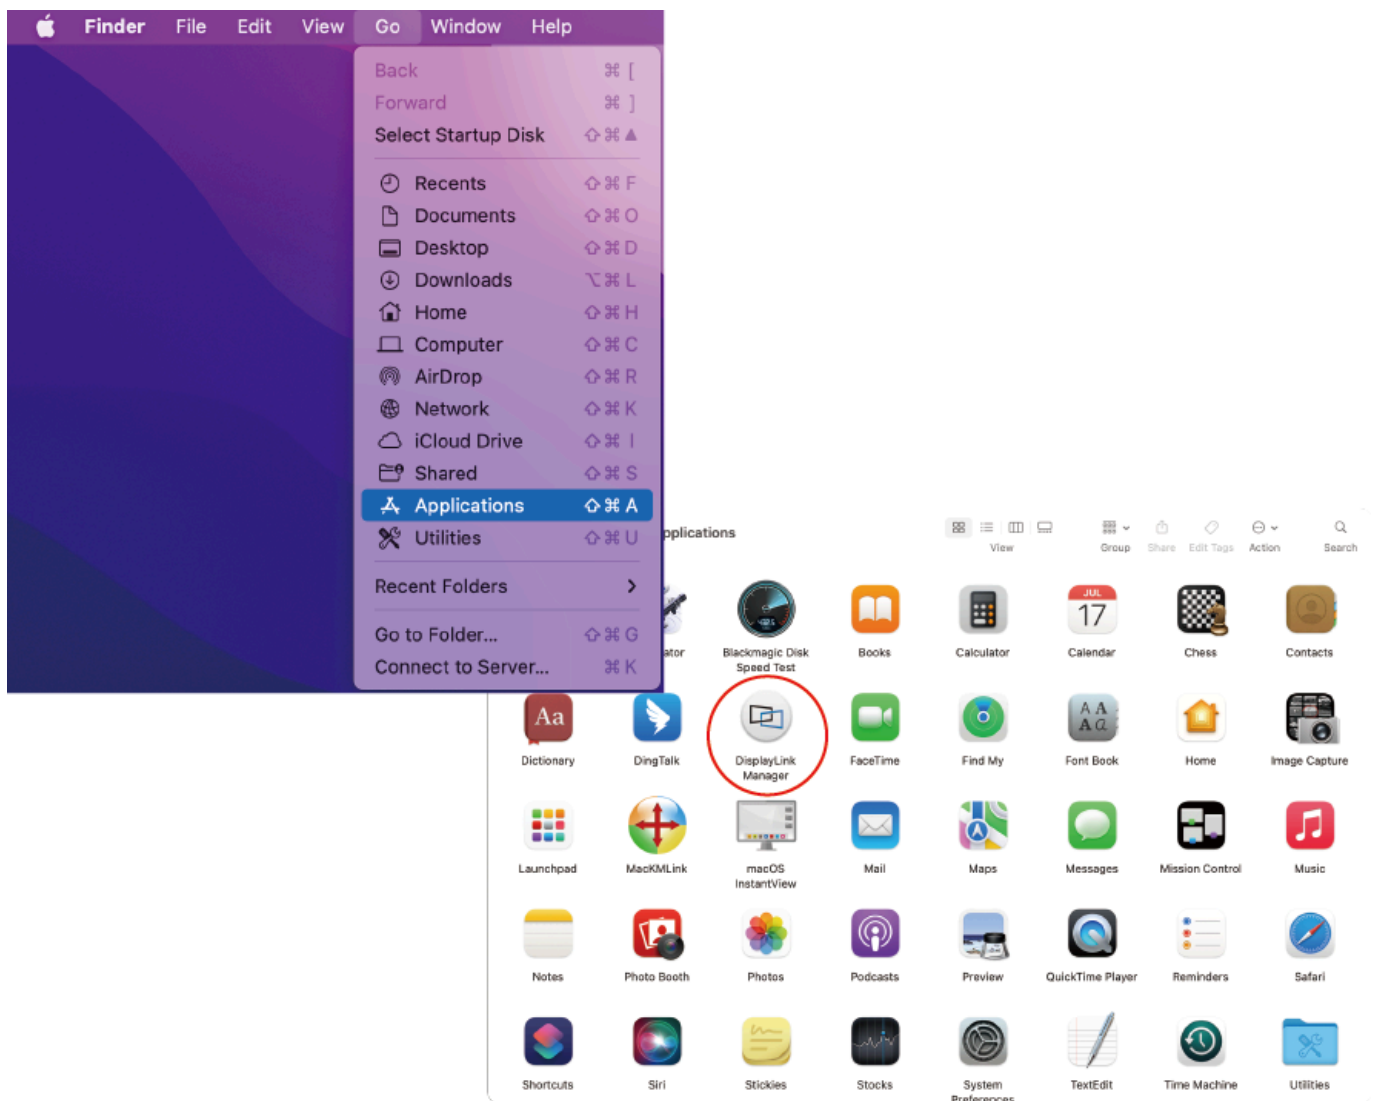 Finder File Edit View Go Window Help
Back ⌘ [
Forward ⌘ ]
Select Startup Disk ⇧⌘▲
Recents ⇧⌘F
Documents ⇧⌘O
Desktop ⇧⌘D
Downloads ⌥⌘L
Home ⇧⌘H
Computer ⇧⌘C
AirDrop ⇧⌘R
Network ⇧⌘K
iCloud Drive ⇧⌘I
Shared ⇧⌘S
Applications ⇧⌘A
Utilities ⇧⌘U
Recent Folders
Go to Folder... ⇧⌘G
Connect to Server... ⌘K
pplications
View Group Share Edit Tags Action Search
JUL
17
ator Blackmagic Disk Books Calculator Calendar Chess Contacts
Speed Test
Aa
A A
A a
Dictionary DingTalk DisplayLink FaceTime Find My Font Book Home Image Capture
Manager
Launchpad MacKMLink macOS Mail Maps Messages Mission Control Music
InstantView
Notes Photo Booth Photos Podcasts Preview QuickTime Player Reminders Safari
Shortcuts Siri Stickies Stocks System TextEdit Time Machine Utilities
Preferences